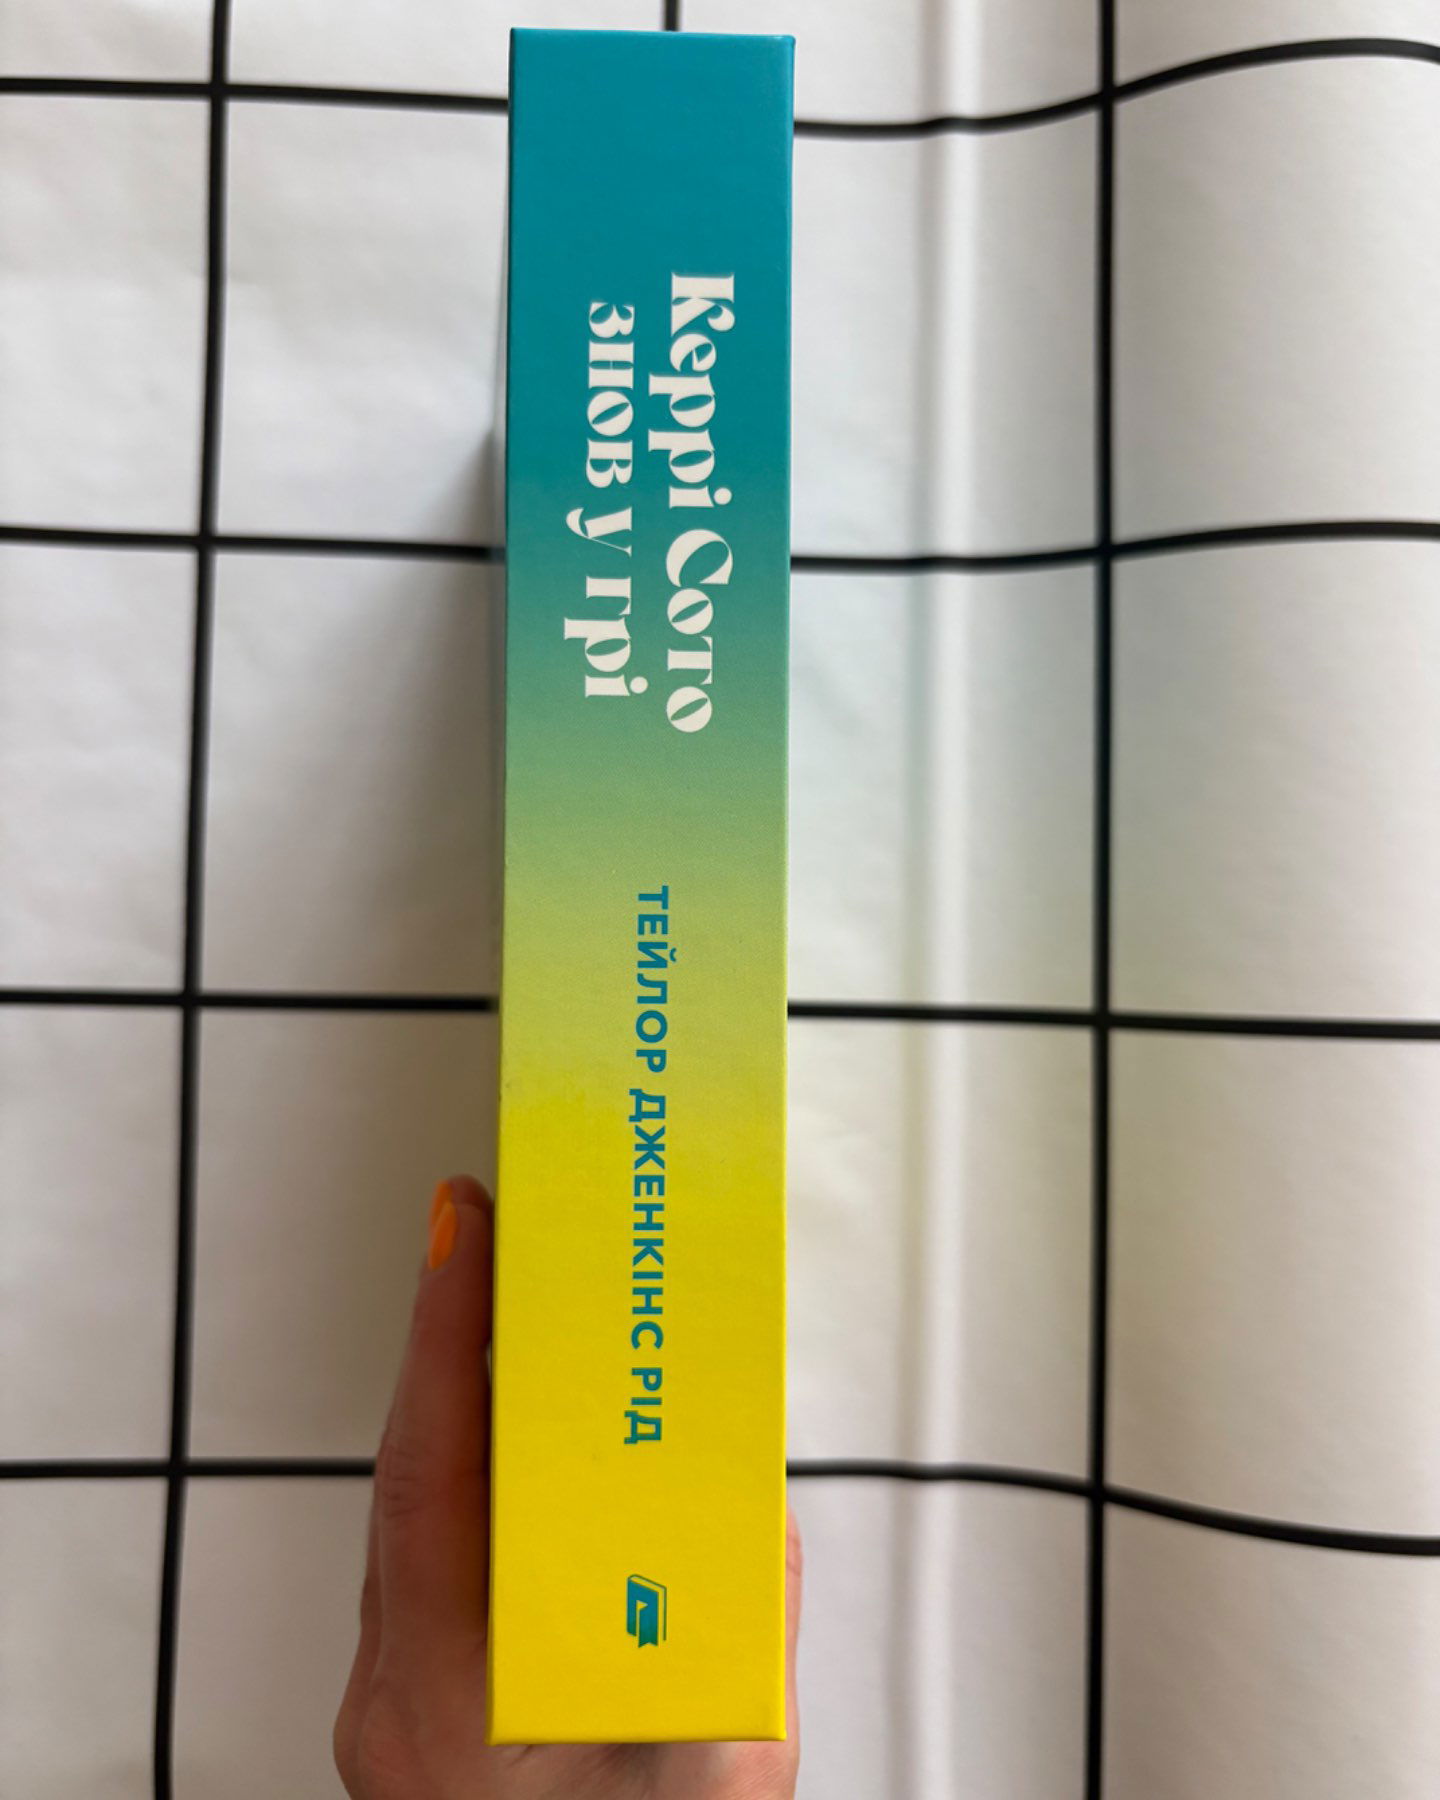 Керрі Сото
знов у грі
ТЕЙЛОР ДЖЕНКІНС РІД